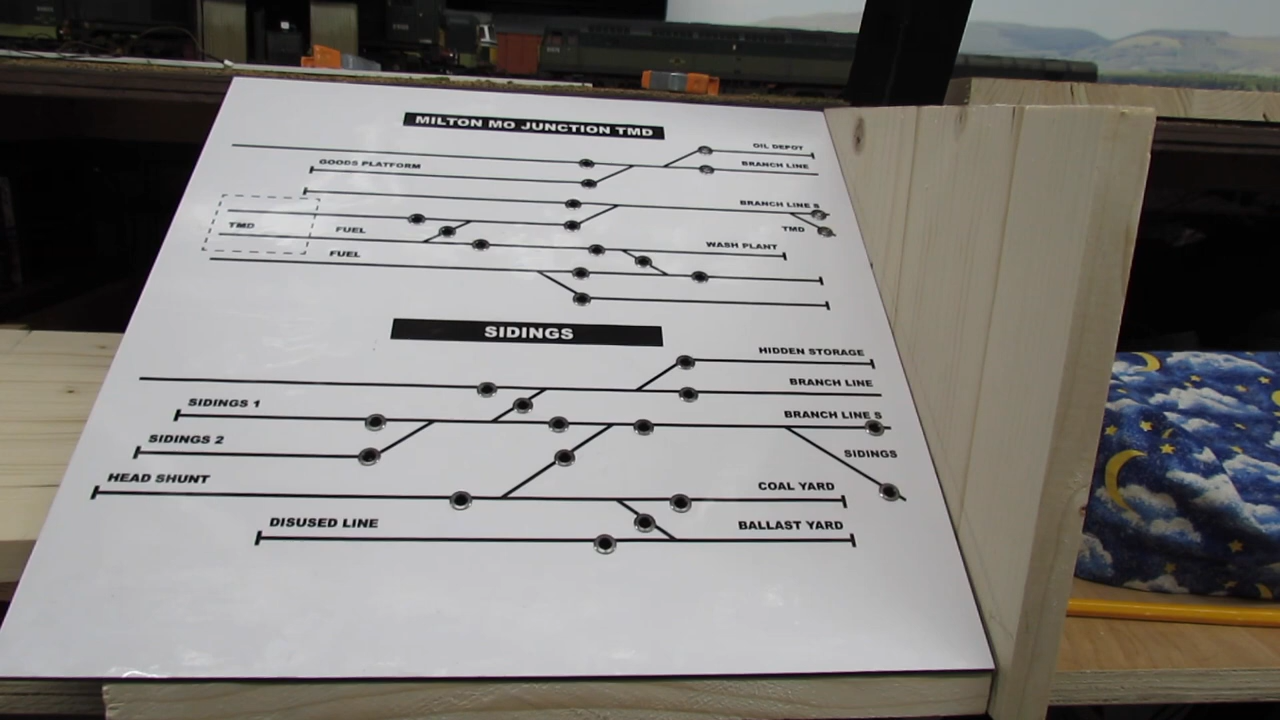 MILTON MO JUNCTION TMD
OIL DEPOT
GOODS PLATFORM
BRANCH LINE
BRANCH LINE S
TMD
FUEL
TMD
WASH PLANT
FUEL
SIDINGS
HIDDEN STORAGE
BRANCH LINE
SIDINGS 1
BRANCH LINE S
SIDINGS 2
SIDINGS
HEAD SHUNT
COAL YARD
DISUSED LINE
BALLAST YARD